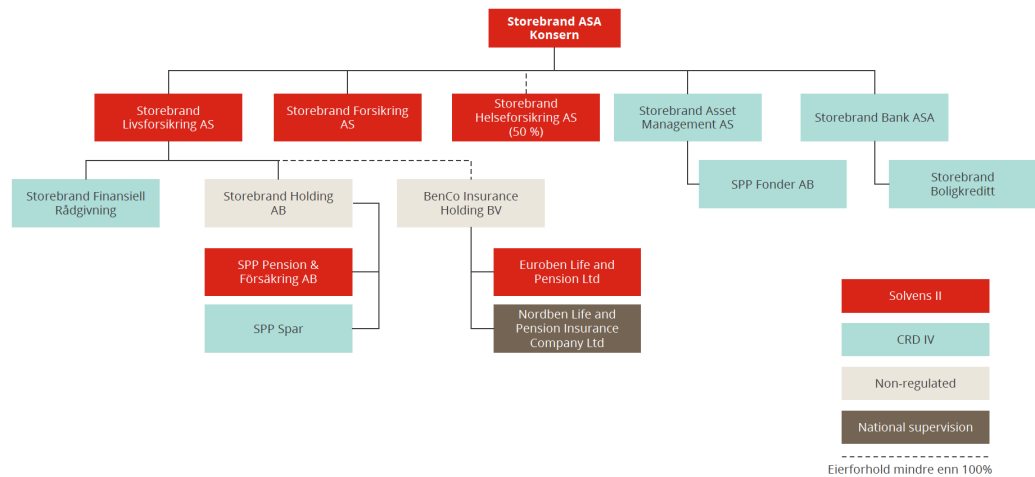 Storebrand ASA
Konsern
Storebrand
Livsforsikring AS
Storebrand Forsikring
AS
Storebrand
Helseforsikring AS
(50 %)
Storebrand Asset
Management AS
Storebrand Bank ASA
Storebrand Finansiell
Rådgivning
Storebrand Holding
AB
BenCo Insurance
Holding BV
SPP Fonder AB
Storebrand
Boligkreditt
SPP Pension &
Försäkring AB
Euroben Life and
Pension Ltd
SPP Spar
Nordben Life and
Pension Insurance
Company Ltd
Solvens II
CRD IV
Non-regulated
National supervision
Eierforhold mindre enn 100%